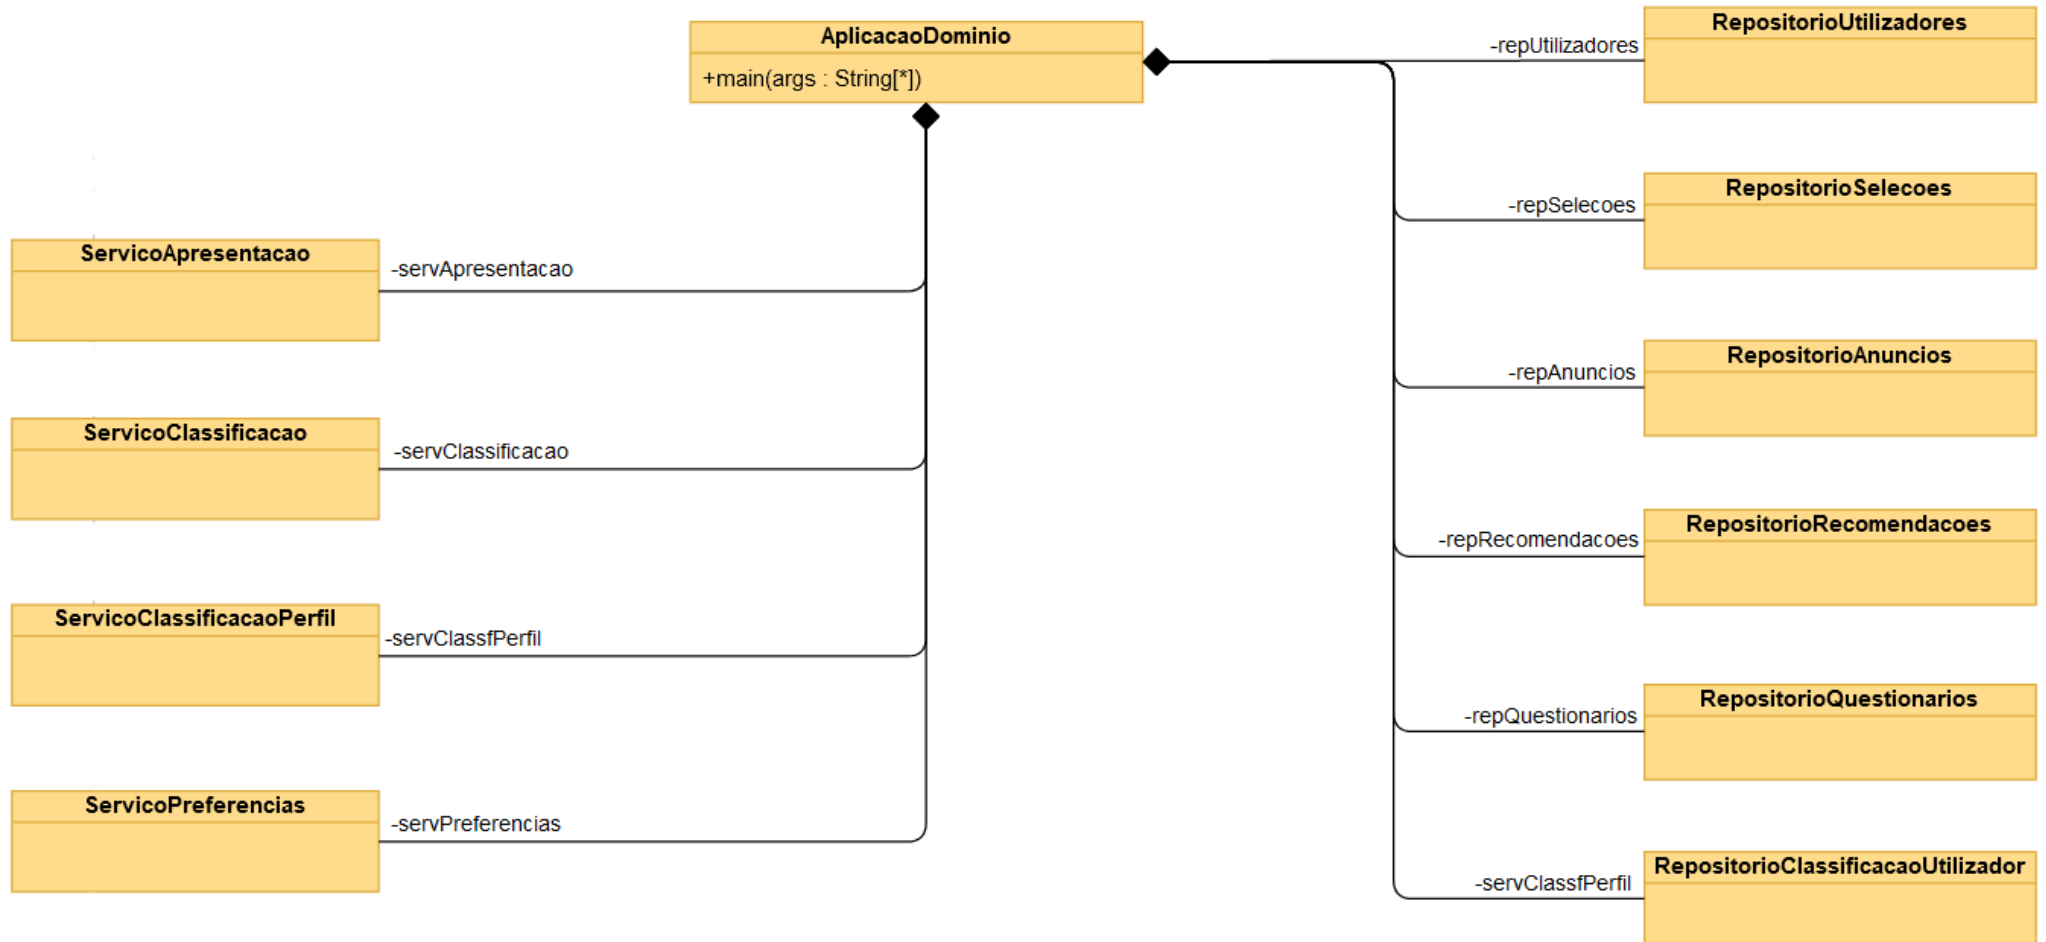 AplicacaoDominio
+main(args : String[*])
ServicoApresentacao
-servApresentacao
ServicoClassificacao
-servClassificacao
ServicoClassificacaoPerfil
-servClassfPerfil
ServicoPreferencias
-servPreferencias
RepositorioUtilizadores
-repUtilizadores
RepositorioSelecoes
-repSelecoes
RepositorioAnuncios
-repAnuncios
RepositorioRecomendacoes
-repRecomendacoes
RepositorioQuestionarios
-repQuestionarios
RepositorioClassificacaoUtilizador
-servClassfPerfil